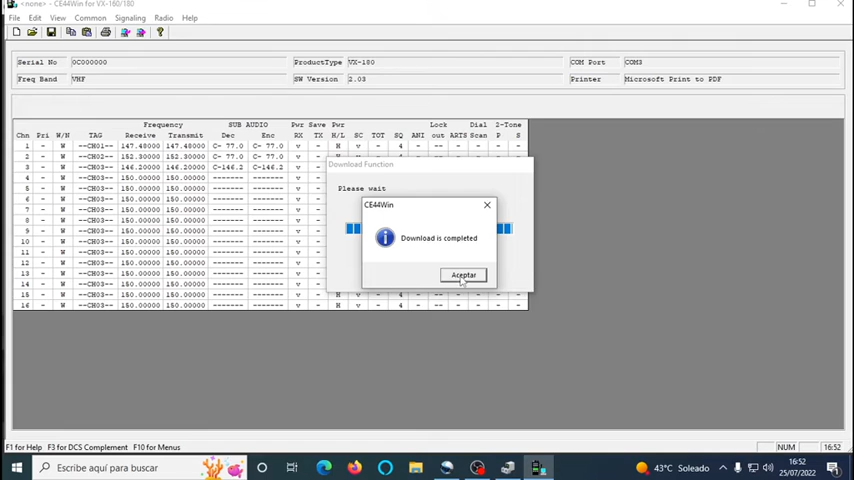 <none> - CE44Win for VX-160/180
File Edit View Common Signaling Radio Help
Serial No 0C000000 ProductType VX-180 COM Port COM3
Freq Band VHF SW Version 2.03 Printer Microsoft Print to PDF
Frequency SUB AUDIO Pwr Save Pwr Lock Dial 2-Tone
Chn Pri W/N TAG Receive Transmit Dec Enc RX TX H/L SC TOT SQ ANI out ARTS Scan P S
1 - W --CH01-- 147.48000 147.48000 C- 77.0 C- 77.0 v - H v - 4 - - - - - -
2 - W --CH01-- 152.30000 152.30000 C- 77.0 C- 77.0
3 - W --CH01-- 146.20000 146.20000 C-146.2 C-146.2
4 - W --CH03-- 150.00000 150.00000 ------- -------
5 - W --CH03-- 150.00000 150.00000 ------- -------
6 - W --CH03-- 150.00000 150.00000 ------- -------
7 - W --CH03-- 150.00000 150.00000 ------- -------
8 - W --CH03-- 150.00000 150.00000 ------- -------
9 - W --CH03-- 150.00000 150.00000 ------- -------
10 - W --CH03-- 150.00000 150.00000 ------- -------
11 - W --CH03-- 150.00000 150.00000 ------- -------
12 - W --CH03-- 150.00000 150.00000 ------- -------
13 - W --CH03-- 150.00000 150.00000 ------- -------
14 - W --CH03-- 150.00000 150.00000 ------- -------
15 - W --CH03-- 150.00000 150.00000 ------- ------- v - H v - 4 - - - - - -
16 - W --CH03-- 150.00000 150.00000 ------- ------- v - H v - 4 - - - - - -
Download Function
Please wait
CE44Win
Download is completed
Aceptar
F1 for Help F3 for DCS Complement F10 for Menus NUM 16:52
Escribe aquí para buscar
43°C Soleado
16:52
25/07/2022